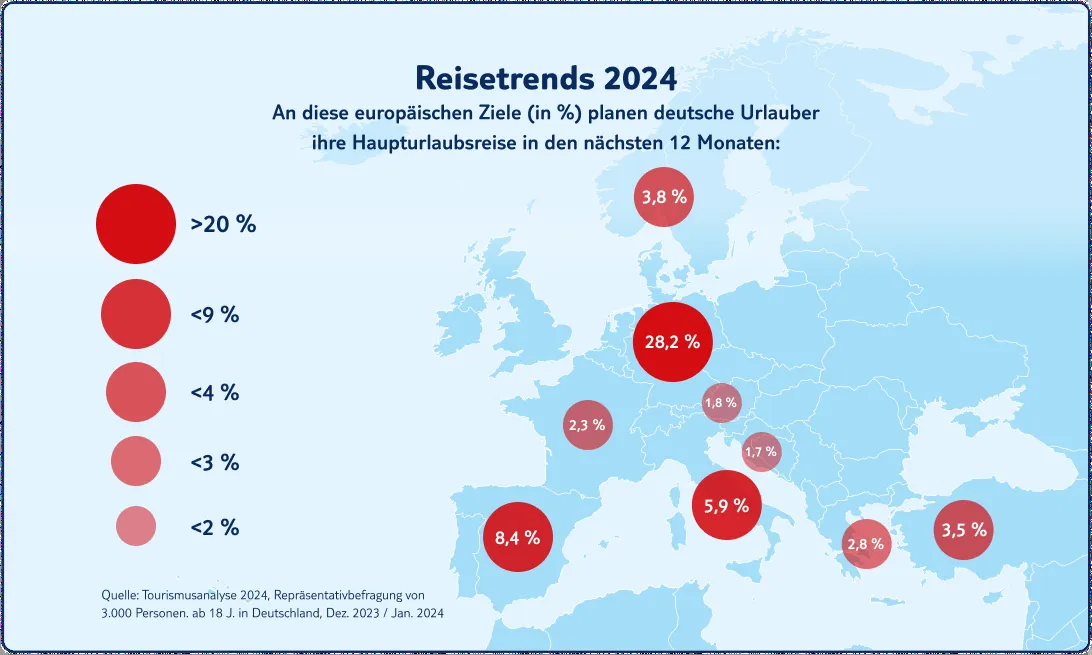 Reisetrends 2024
An diese europäischen Ziele (in %) planen deutsche Urlauber
ihre Haupturlaubsreise in den nächsten 12 Monaten:
>20 %
<9 %
<4 %
<3 %
<2 %
3,8 %
28,2 %
1,8 %
2,3 %
1,7 %
5,9 %
8,4 %
2,8 %
3,5 %
Quelle: Tourismusanalyse 2024, Repräsentativbefragung von
3.000 Personen. ab 18 J. in Deutschland, Dez. 2023 / Jan. 2024